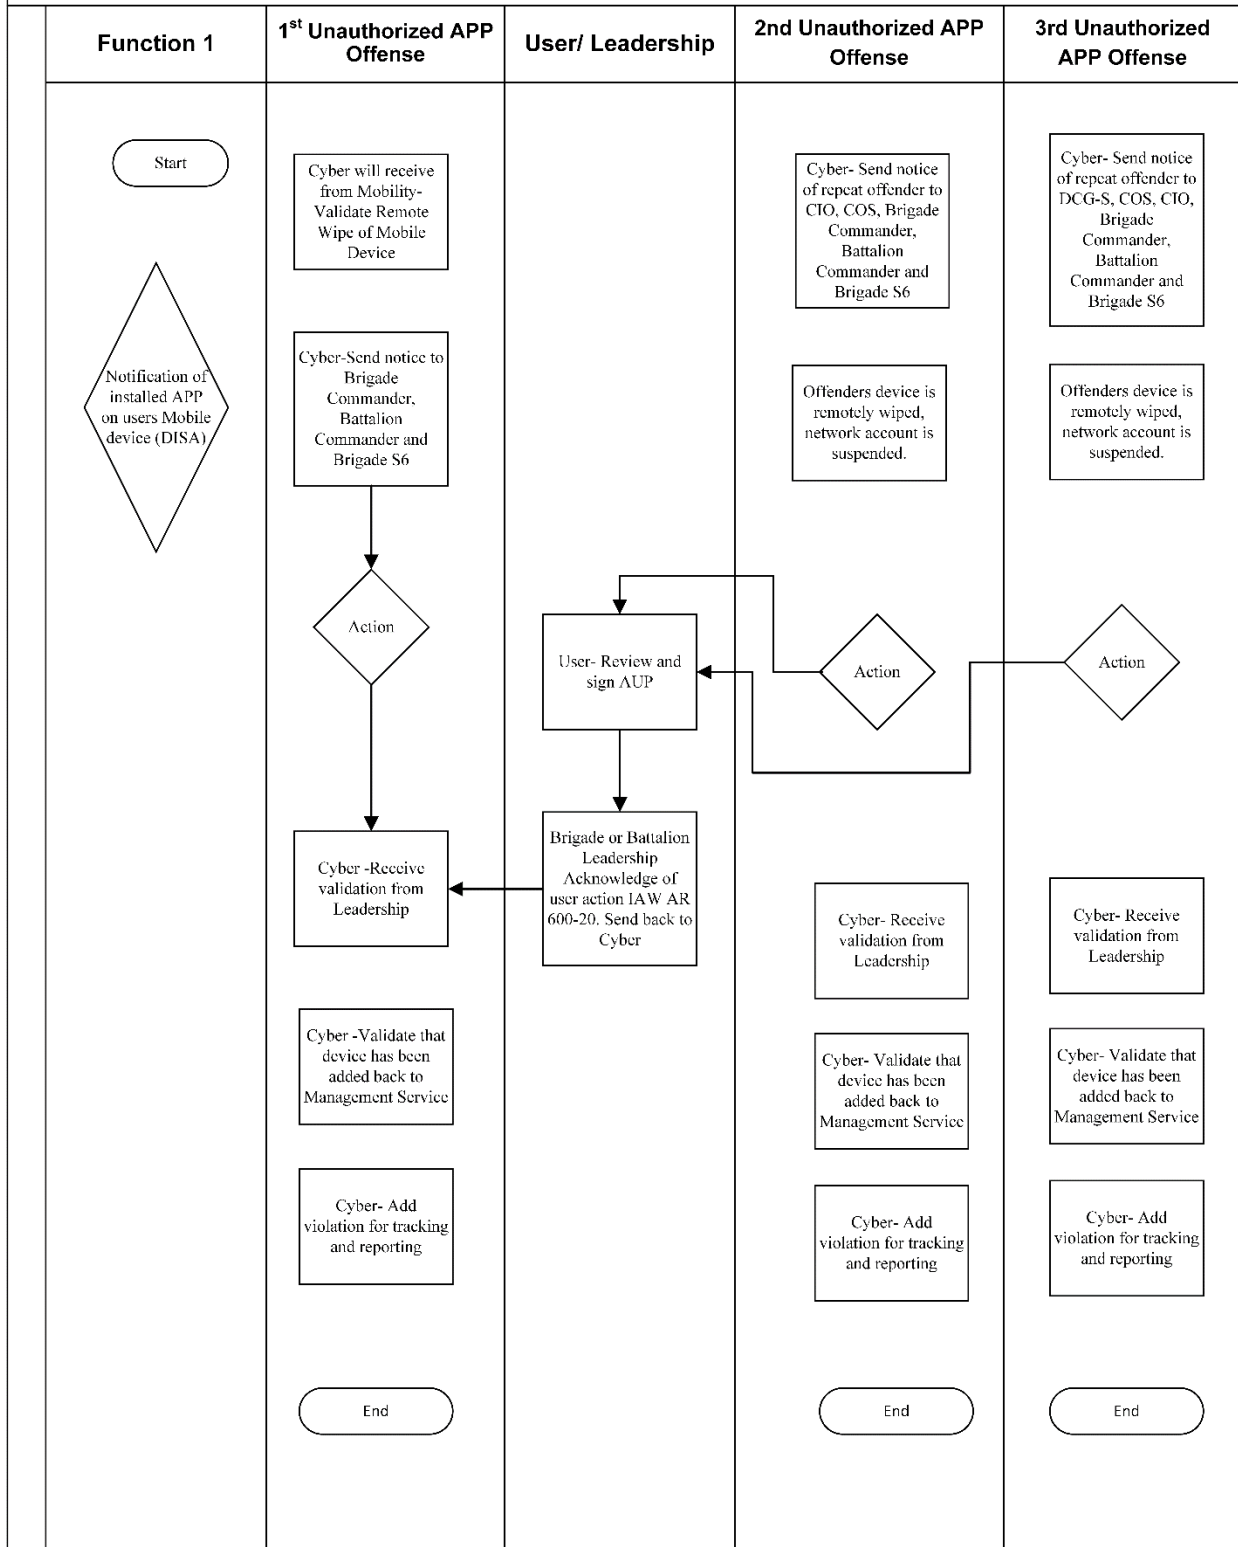 Function 1
1st Unauthorized APP
Offense
User/ Leadership
2nd Unauthorized APP
Offense
3rd Unauthorized
APP Offense
Start
Notification of
installed APP
on users Mobile
device (DISA)
Cyber will receive
from Mobility-
Validate Remote
Wipe of Mobile
Device
Cyber-Send notice to
Brigade
Commander,
Battalion
Commander and
Brigade S6
Action
Cyber -Receive
validation from
Leadership
Cyber -Validate that
device has been
added back to
Management Service
Cyber- Add
violation for tracking
and reporting
End
User- Review and
sign AUP
Brigade or Battalion
Leadership
Acknowledge of
user action IAW AR
600-20. Send back to
Cyber
Cyber- Send notice
of repeat offender to
CIO, COS, Brigade
Commander,
Battalion
Commander and
Brigade S6
Offenders device is
remotely wiped,
network account is
suspended.
Action
Cyber- Receive
validation from
Leadership
Cyber- Validate that
device has been
added back to
Management Service
Cyber- Add
violation for tracking
and reporting
End
Cyber- Send notice
of repeat offender to
DCG-S, COS, CIO,
Brigade
Commander,
Battalion
Commander and
Brigade S6
Offenders device is
remotely wiped,
network account is
suspended.
Action
Cyber- Receive
validation from
Leadership
Cyber- Validate that
device has been
added back to
Management Service
Cyber- Add
violation for tracking
and reporting
End